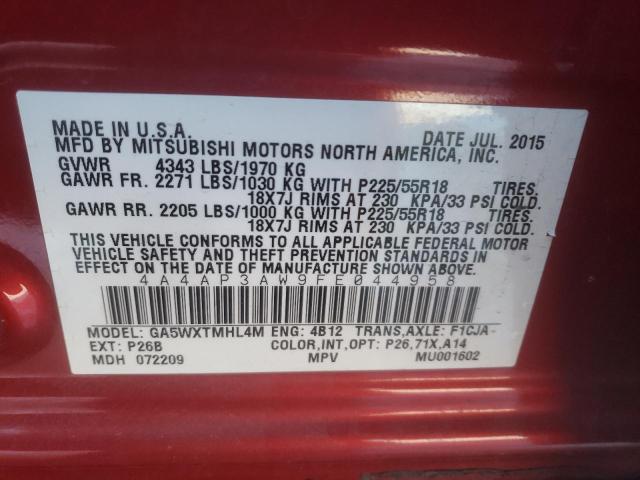 MADE IN U.S.A. DATE JUL. 2015
MFD BY MITSUBISHI MOTORS NORTH AMERICA, INC.
GVWR 4343 LBS/1970 KG
GAWR FR. 2271 LBS/1030 KG WITH P225/55R18 TIRES.
18X7J RIMS AT 230 KPA/33 PSI COLD.
GAWR RR. 2205 LBS/1000 KG WITH P225/55R18 TIRES.
18X7J RIMS AT 230 KPA/33 PSI COLD.
THIS VEHICLE CONFORMS TO ALL APPLICABLE FEDERAL MOTOR
VEHICLE SAFETY AND THEFT PREVENTION STANDARDS IN
EFFECT ON THE DATE OF MANUFACTURE SHOWN ABOVE.
4A4AP3AW9FE044958
MODEL: GA5WXTMHL4M ENG: 4B12 TRANS,AXLE: F1CJA-
EXT: P26B COLOR,INT,OPT: P26,71X,A14
MDH 072209 MPV MU001602